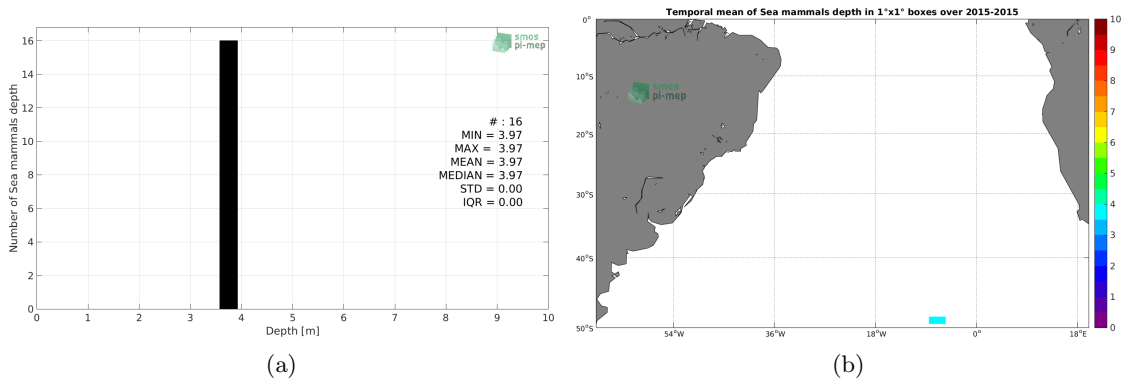 16
14
12
10
8
6
4
2
0
Number of Sea mammals depth
smos
pi-mep
# : 16
MIN = 3.97
MAX = 3.97
MEAN = 3.97
MEDIAN = 3.97
STD = 0.00
IQR = 0.00
0 1 2 3 4 5 6 7 8 9 10
Depth [m]
(a)
Temporal mean of Sea mammals depth in 1°x1° boxes over 2015-2015
smos
pi-mep
0°
10°S
20°S
30°S
40°S
50°S
54°W 36°W 18°W 0° 18°E
10
9
8
7
6
5
4
3
2
1
0
(b)